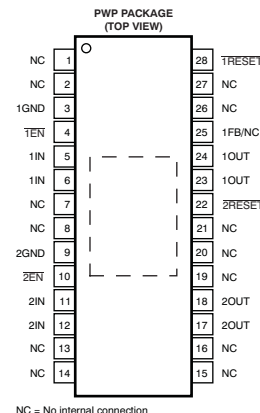 PWP PACKAGE
(TOP VIEW)
NC 1 28 1RESET
NC 2 27 NC
1GND 3 26 NC
1EN 4 25 1FB/NC
1IN 5 24 1OUT
1IN 6 23 1OUT
NC 7 22 2RESET
NC 8 21 NC
2GND 9 20 NC
2EN 10 19 NC
2IN 11 18 2OUT
2IN 12 17 2OUT
NC 13 16 NC
NC 14 15 NC
NC = No internal connection